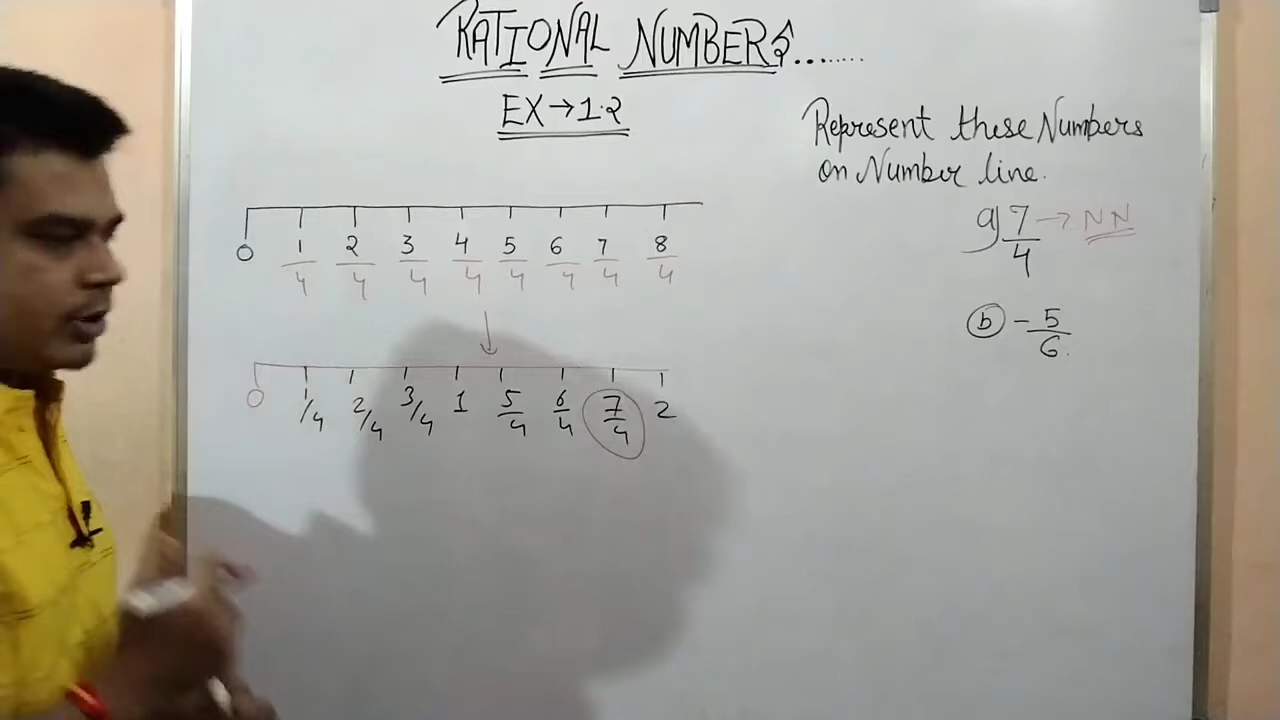 RATIONAL NUMBERS........
EX→1.2
Represent these Numbers
on Number line.
a) 7/4 → NN
b) -5/6.
0 1/4 2/4 3/4 4/4 5/4 6/4 7/4 8/4
0 1/4 2/4 3/4 1 5/4 6/4 7/4 2